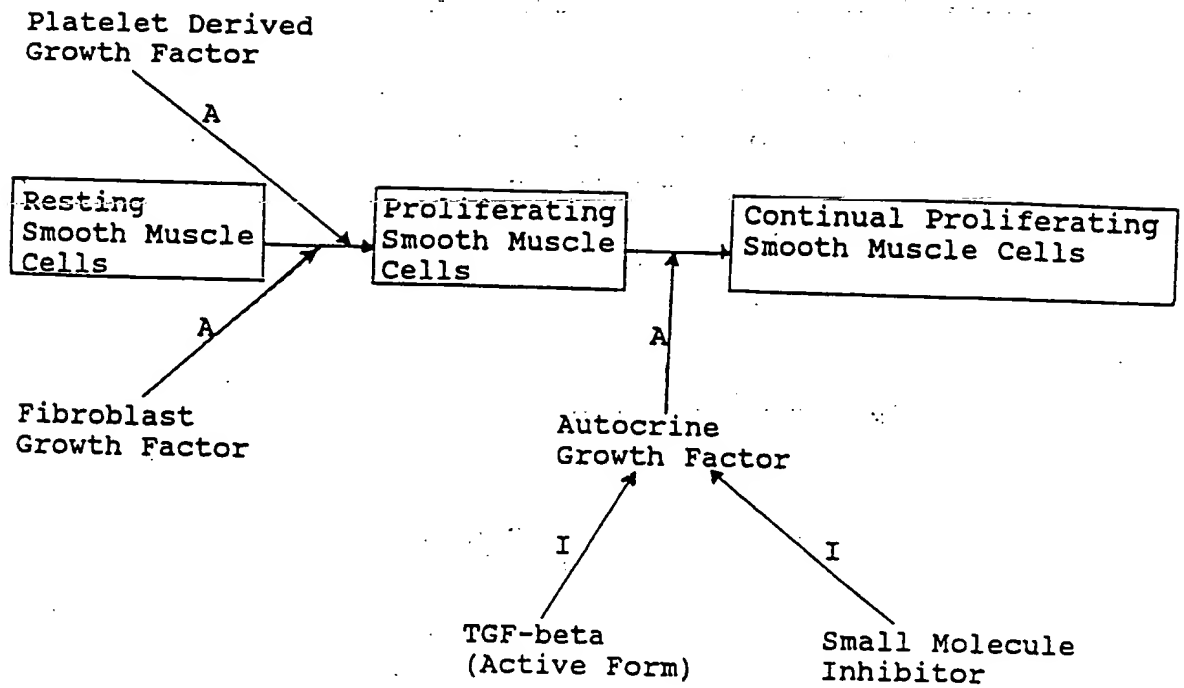 Platelet Derived
Growth Factor
A
Resting
Smooth Muscle
Cells
Proliferating
Smooth Muscle
Cells
Continual Proliferating
Smooth Muscle Cells
A
A
Fibroblast
Growth Factor
Autocrine
Growth Factor
I
I
TGF-beta
(Active Form)
Small Molecule
Inhibitor